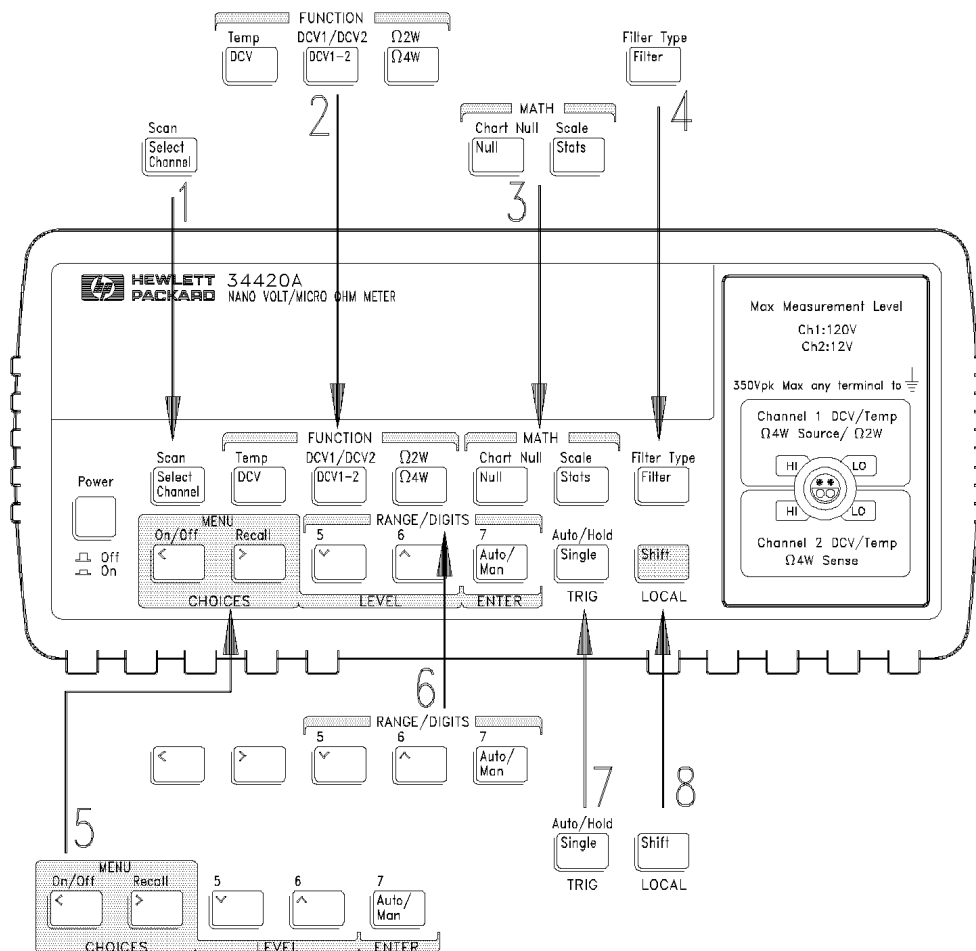 FUNCTION
Temp DCV1/DCV2 Ω2W
DCV DCV1-2 Ω4W
Filter Type
Filter
MATH
Chart Null Scale
Null Stats
Scan
Select
Channel
1 2 3 4
hp HEWLETT PACKARD 34420A
NANO VOLT/MICRO OHM METER
Max Measurement Level
Ch1:120V
Ch2:12V
350Vpk Max any terminal to
Channel 1 DCV/Temp
Ω4W Source/ Ω2W
HI LO
HI LO
Channel 2 DCV/Temp
Ω4W Sense
FUNCTION MATH
Power Scan Temp DCV1/DCV2 Ω2W Chart Null Scale Filter Type
Select Channel DCV DCV1-2 Ω4W Null Stats Filter
MENU RANGE/DIGITS
On/Off Recall 5 6 7 Auto/Hold
< > ˅ ^ Auto/Man Single Shift
Off
On
CHOICES LEVEL ENTER TRIG LOCAL
6
RANGE/DIGITS
5 6 7
< > ˅ ^ Auto/Man
7 8
Auto/Hold
Single Shift
TRIG LOCAL
5
MENU
On/Off Recall 5 6 7
< > ˅ ^ Auto/Man
CHOICES LEVEL ENTER